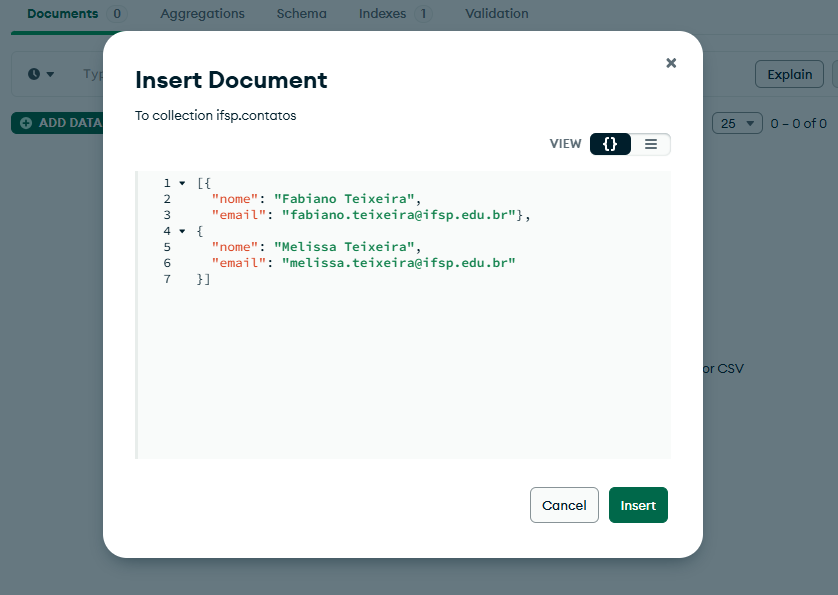 Documents 0 Aggregations Schema Indexes 1 Validation
Typ
Explain
ADD DATA
25 0 – 0 of 0
Insert Document
To collection ifsp.contatos
VIEW {}
1 [{
2 "nome": "Fabiano Teixeira",
3 "email": "fabiano.teixeira@ifsp.edu.br"},
4 {
5 "nome": "Melissa Teixeira",
6 "email": "melissa.teixeira@ifsp.edu.br"
7 }]
or CSV
Cancel Insert